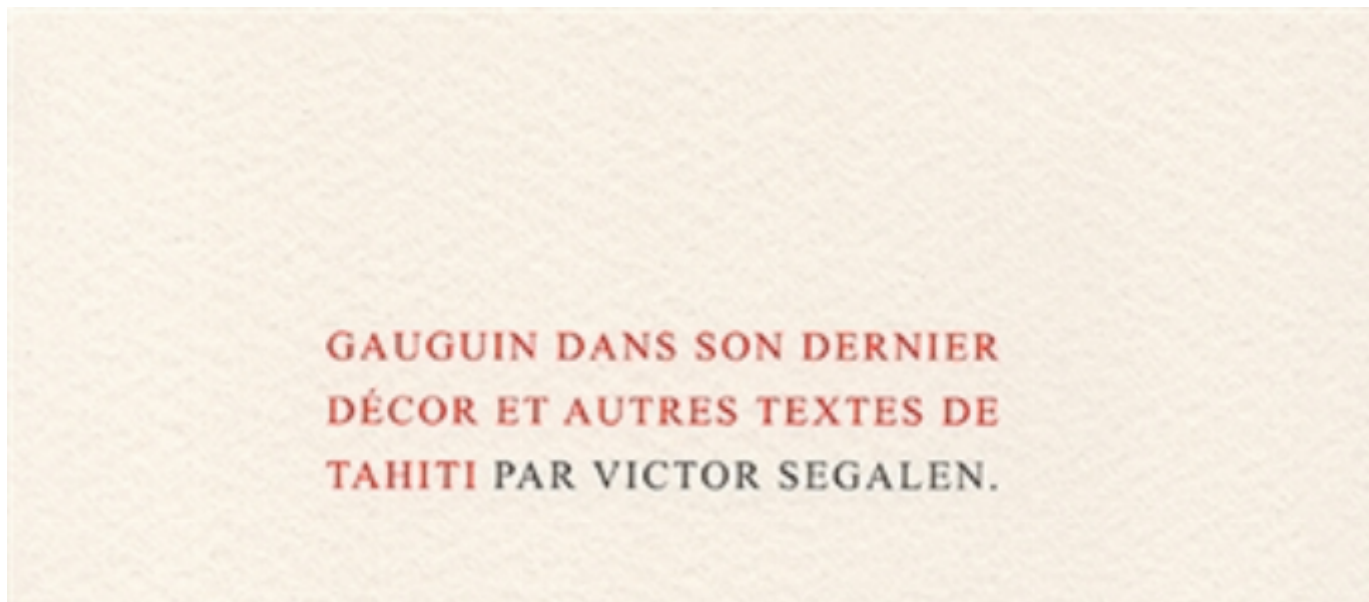 GAUGUIN DANS SON DERNIER
DÉCOR ET AUTRES TEXTES DE
TAHITI PAR VICTOR SEGALEN.